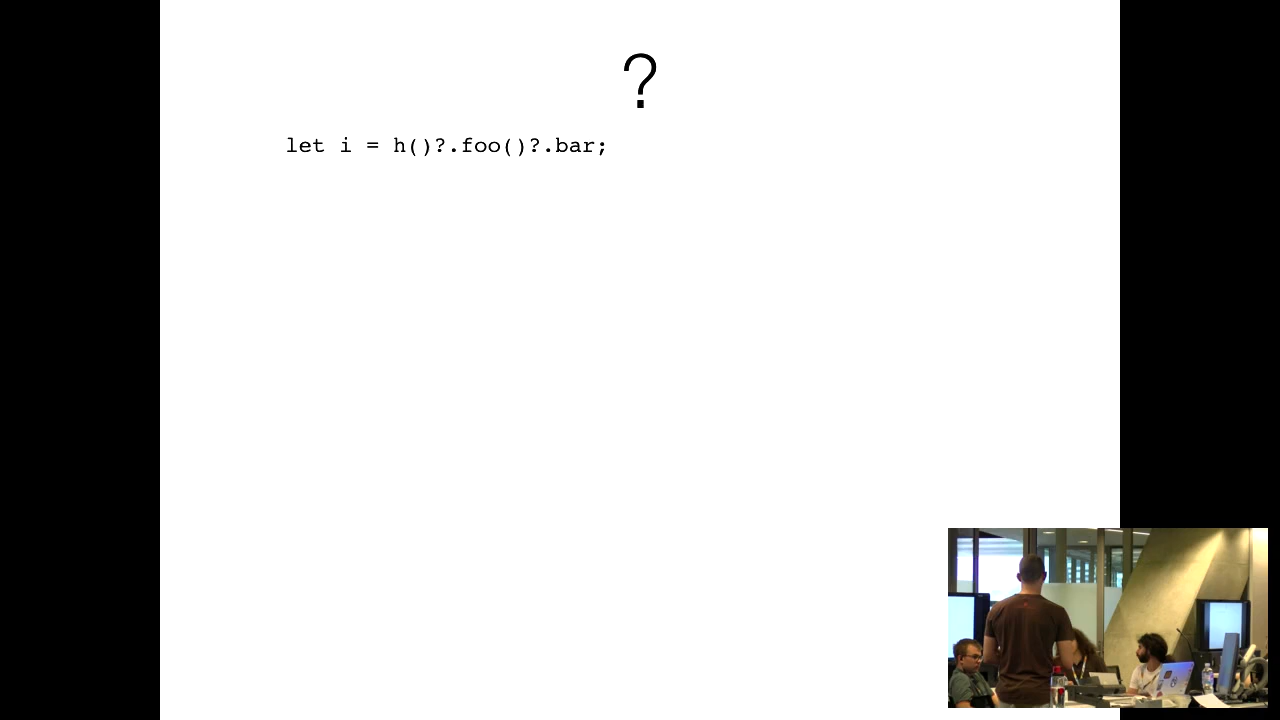 ?
let i = h()?.foo()?.bar;